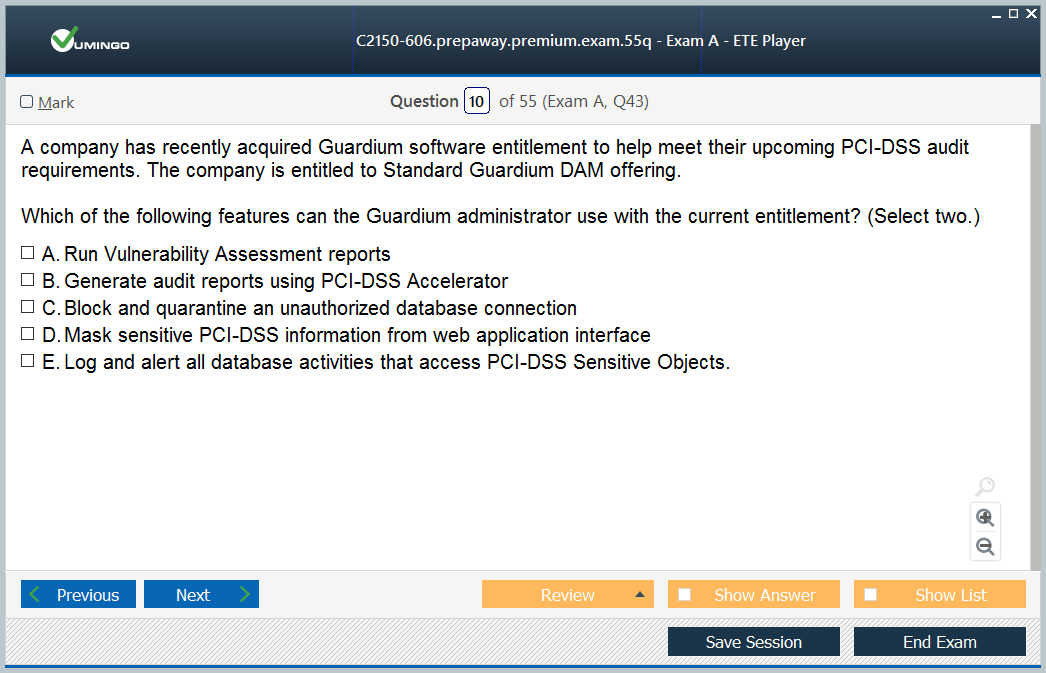 VUMINGO
C2150-606.prepaway.premium.exam.55q - Exam A - ETE Player
Mark
Question 10 of 55 (Exam A, Q43)
A company has recently acquired Guardium software entitlement to help meet their upcoming PCI-DSS audit
requirements. The company is entitled to Standard Guardium DAM offering.
Which of the following features can the Guardium administrator use with the current entitlement? (Select two.)
A. Run Vulnerability Assessment reports
B. Generate audit reports using PCI-DSS Accelerator
C. Block and quarantine an unauthorized database connection
D. Mask sensitive PCI-DSS information from web application interface
E. Log and alert all database activities that access PCI-DSS Sensitive Objects.
Previous
Next
Review
Show Answer
Show List
Save Session
End Exam